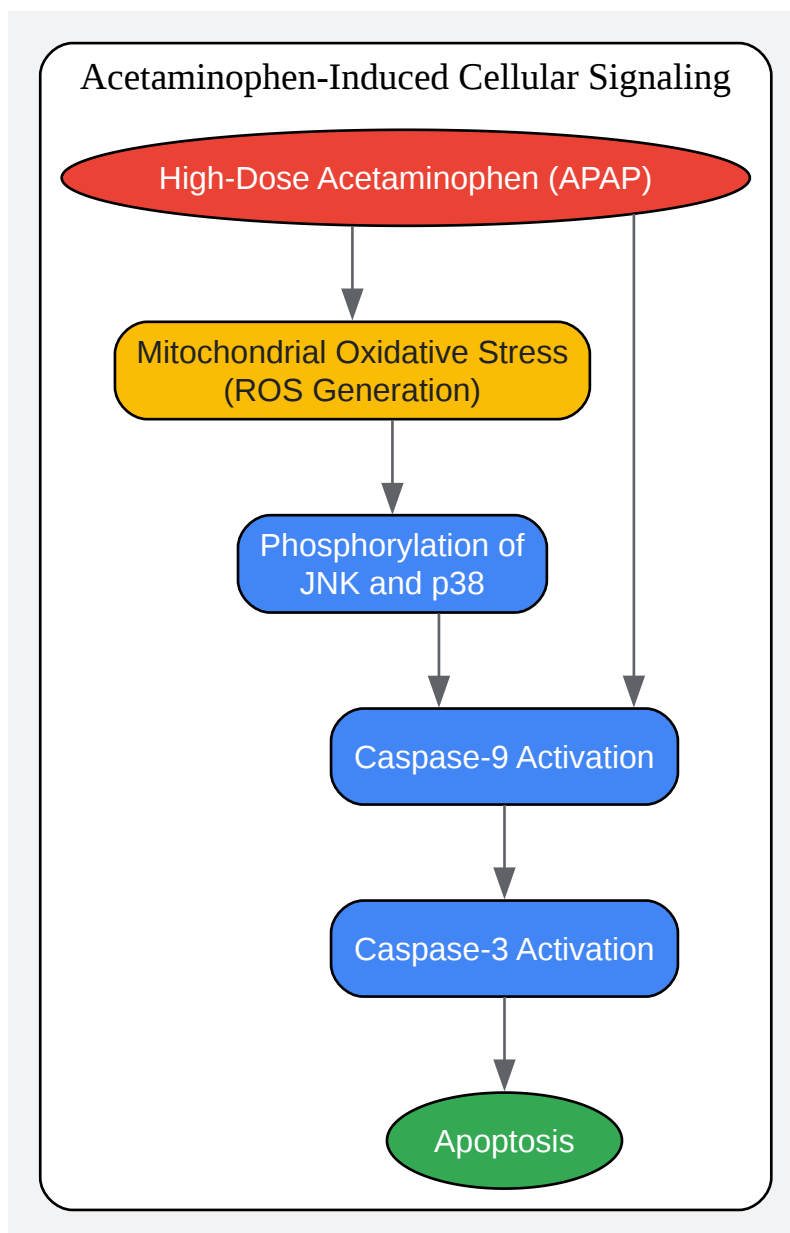 Acetaminophen-Induced Cellular Signaling
High-Dose Acetaminophen (APAP)
Mitochondrial Oxidative Stress
(ROS Generation)
Phosphorylation of
JNK and p38
Caspase-9 Activation
Caspase-3 Activation
Apoptosis